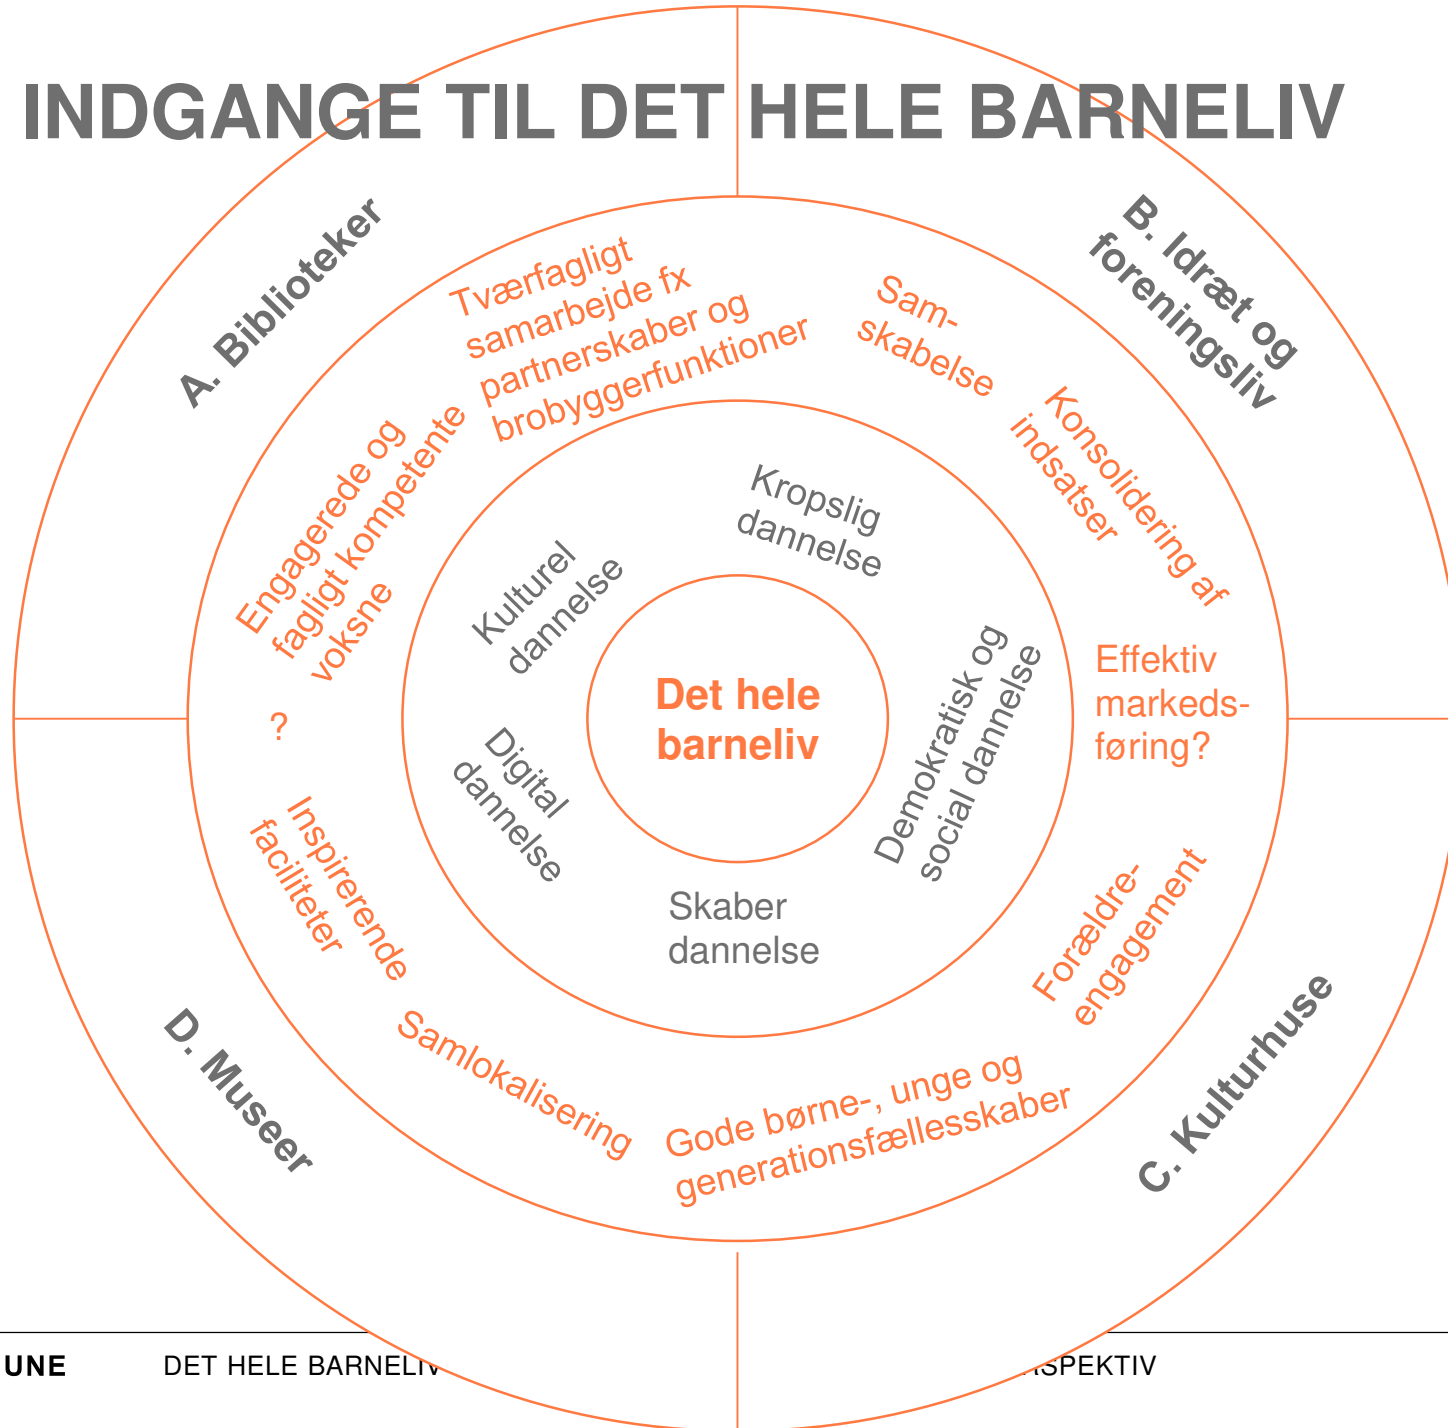 INDGANGE TIL DET HELE BARNELIV
A. Biblioteker
B. Idræt og
foreningsliv
Tværfagligt
samarbejde fx
partnerskaber og
brobyggerfunktioner
Sam-
skabelse
Konsolidering af
indsatser
Engagerede og
fagligt kompetente
voksne
Kropslig
dannelse
Kulturel
dannelse
Det hele
barneliv
Demokratisk og
social dannelse
Effektiv
markeds-
føring?
?
Digital
dannelse
Skaber
dannelse
Inspirerende
faciliteter
Forældre-
engagement
Samlokalisering
Gode børne-, unge og
generationsfællesskaber
D. Museer
C. Kulturhuse
UNE DET HELE BARNELIV SPEKTIV